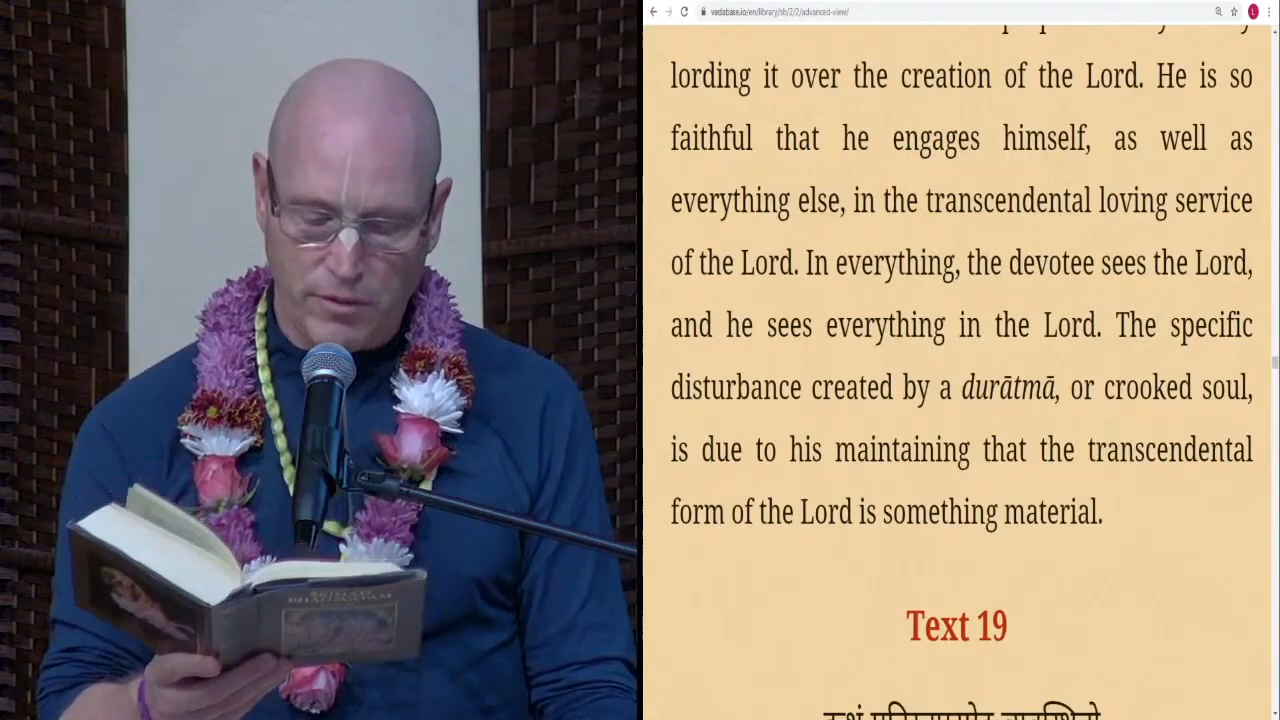 vedabase.io/en/library/sb/2/2/advanced-view/
L
lording it over the creation of the Lord. He is so
faithful that he engages himself, as well as
everything else, in the transcendental loving service
of the Lord. In everything, the devotee sees the Lord,
and he sees everything in the Lord. The specific
disturbance created by a durātmā, or crooked soul,
is due to his maintaining that the transcendental
form of the Lord is something material.
Text 19
ŚRĪMAD
BHĀGAVATAM